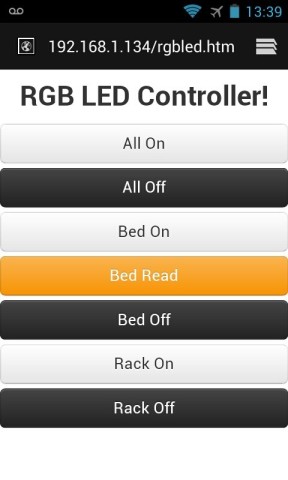 13:39
192.168.1.134/rgbled.htm
RGB LED Controller!
All On
All Off
Bed On
Bed Read
Bed Off
Rack On
Rack Off